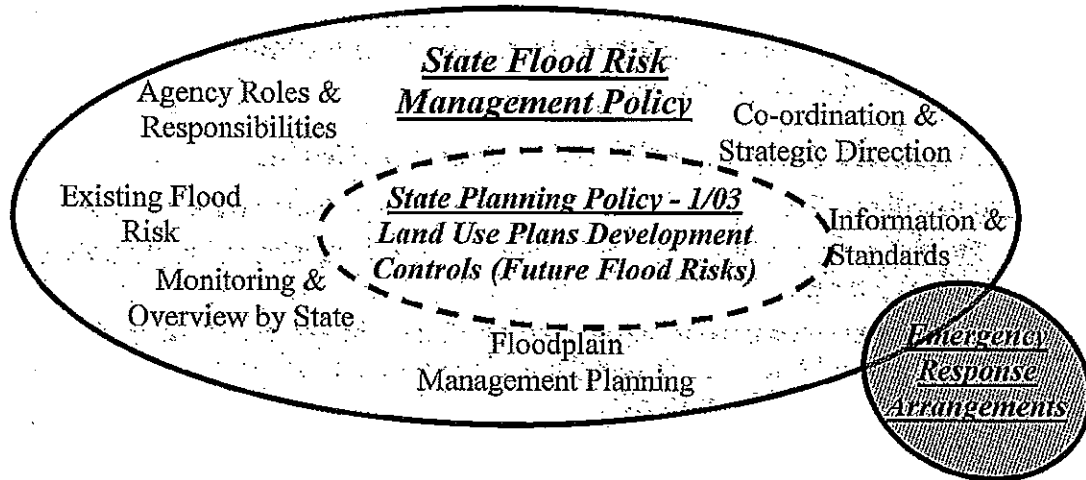 State Flood Risk
Management Policy
Agency Roles &
Responsibilities
Co-ordination &
Strategic Direction
Existing Flood
Risk
State Planning Policy - 1/03
Land Use Plans Development
Controls (Future Flood Risks)
Information &
Standards
Monitoring &
Overview by State
Floodplain
Management Planning
Emergency
Response
Arrangements